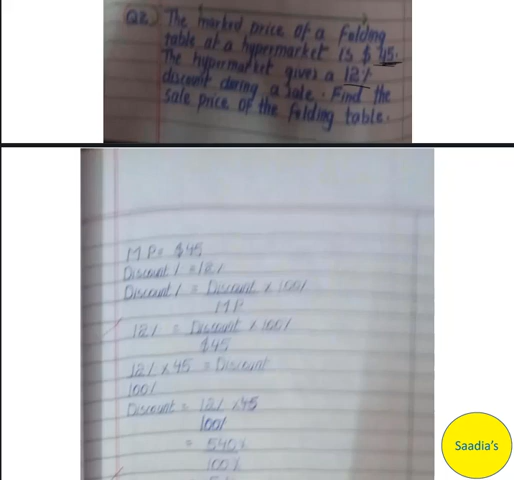 Q2) The marked price of a folding
table at a hypermarket is $45.
The hypermarket gives a 12%
discount during a sale. Find the
sale price of the folding table.
M.P = $45
Discount % = 12%
Discount % = Discount x 100%
M.P
12% = Discount x 100%
$45
12% x 45 = Discount
100%
Discount = 12% x 45
100%
= 540%
100%
Saadia's